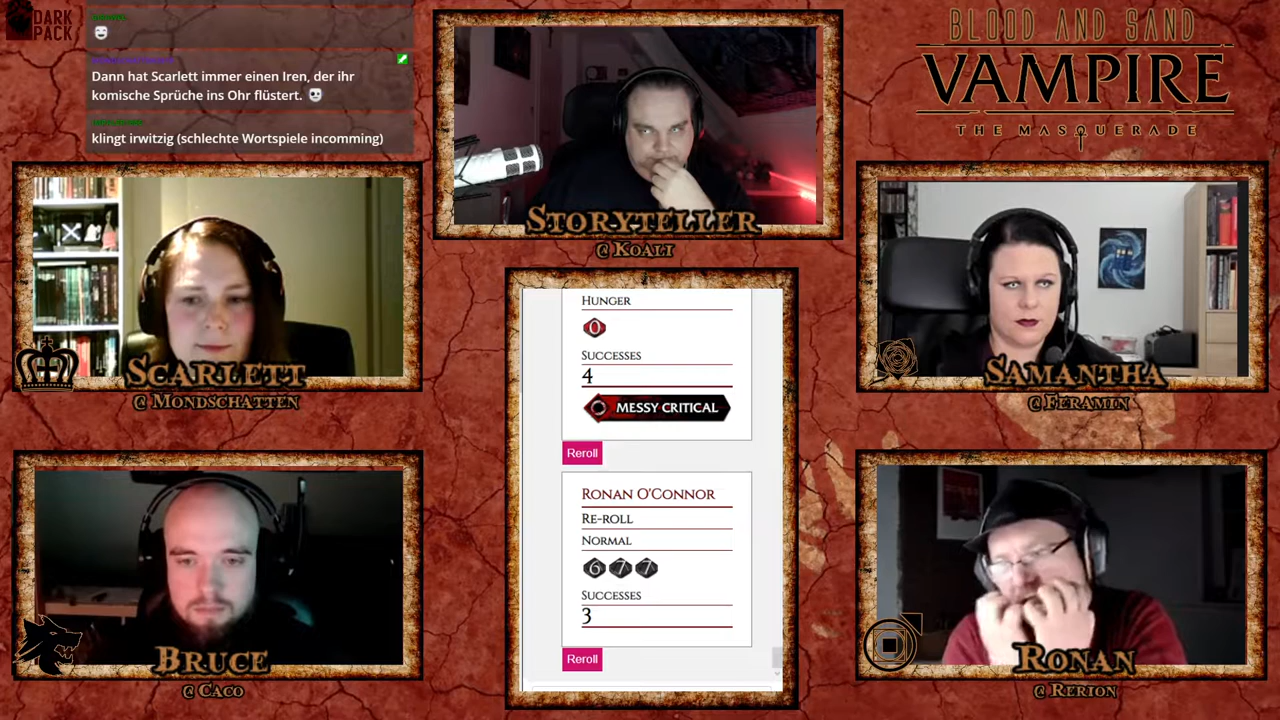 DARK
PACK
Dann hat Scarlett immer einen Iren, der ihr
komische Sprüche ins Ohr flüstert.
klingt irwitzig (schlechte Wortspiele incomming)
BLOOD AND SAND
VAMPIRE
THE MASQUERADE
STORYTELLER
@ KOALI
SCARLETT
@ MONDSCHATTEN
SAMANTHA
@ FERAMIN
HUNGER
0
SUCCESSES
4
MESSY CRITICAL
Reroll
RONAN O'CONNOR
RE-ROLL
NORMAL
6 7 7
SUCCESSES
3
Reroll
BRUCE
@ CACO
RONAN
@ RERION